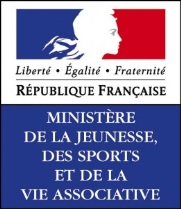 Liberté • Égalité • Fraternité
RÉPUBLIQUE FRANÇAISE
MINISTÈRE
DE LA JEUNESSE,
DES SPORTS
ET DE LA
VIE ASSOCIATIVE